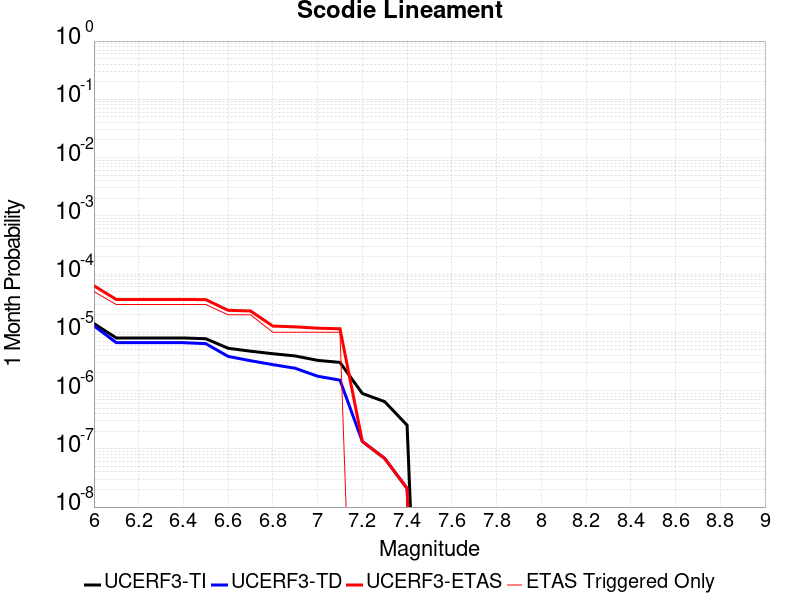 Scodie Lineament
10^0
10^-1
10^-2
10^-3
10^-4
10^-5
10^-6
10^-7
10^-8
1 Month Probability
6 6.2 6.4 6.6 6.8 7 7.2 7.4 7.6 7.8 8 8.2 8.4 8.6 8.8 9
Magnitude
UCERF3-TI UCERF3-TD UCERF3-ETAS ETAS Triggered Only